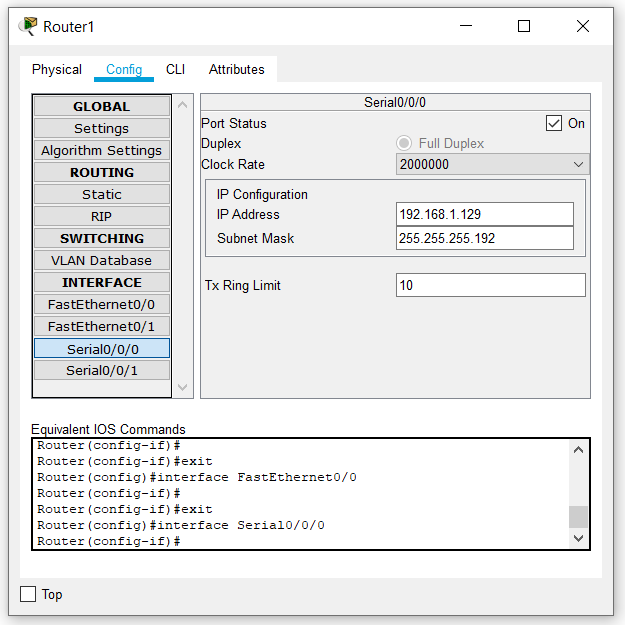 Router1
Physical Config CLI Attributes
GLOBAL
Settings
Algorithm Settings
ROUTING
Static
RIP
SWITCHING
VLAN Database
INTERFACE
FastEthernet0/0
FastEthernet0/1
Serial0/0/0
Serial0/0/1
Serial0/0/0
Port Status On
Duplex Full Duplex
Clock Rate 2000000
IP Configuration
IP Address 192.168.1.129
Subnet Mask 255.255.255.192
Tx Ring Limit 10
Equivalent IOS Commands
Router(config-if)#
Router(config-if)#exit
Router(config)#interface FastEthernet0/0
Router(config-if)#
Router(config-if)#exit
Router(config)#interface Serial0/0/0
Router(config-if)#
Top